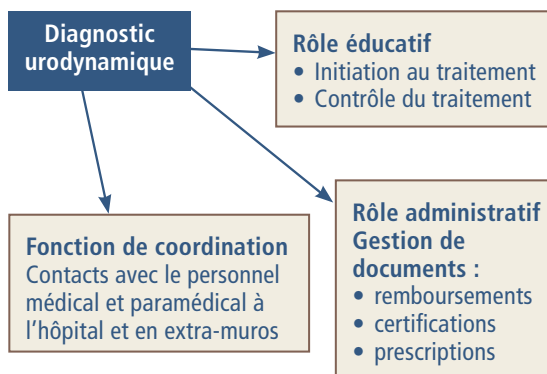 Diagnostic
urodynamique
Rôle éducatif
• Initiation au traitement
• Contrôle du traitement
Fonction de coordination
Contacts avec le personnel
médical et paramédical à
l’hôpital et en extra-muros
Rôle administratif
Gestion de
documents :
• remboursements
• certifications
• prescriptions